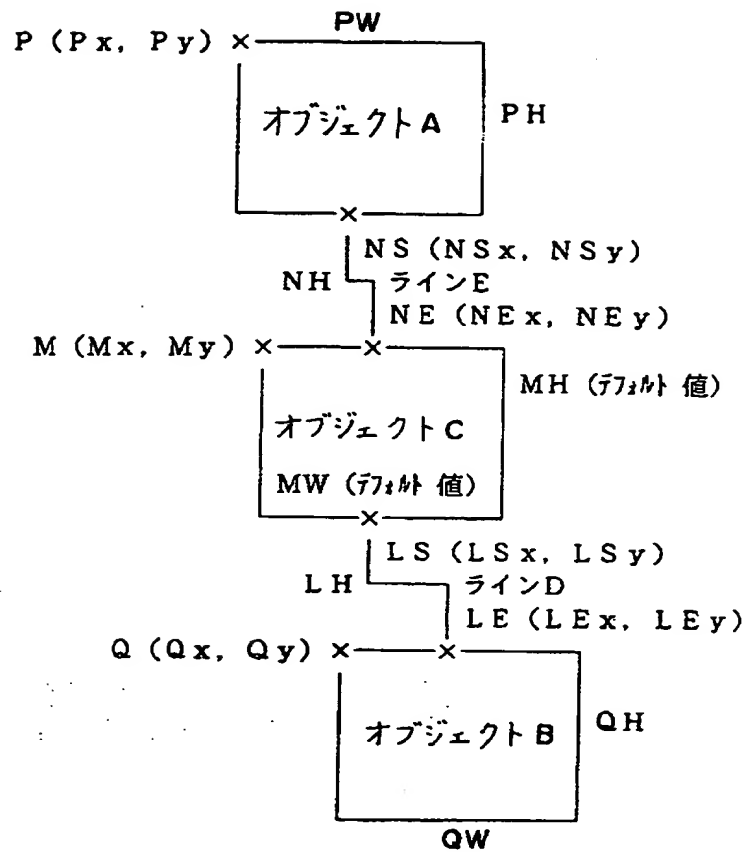 PW
P (Px, Py)
オブジェクトA
PH
NS (NSx, NSy)
NH
ラインE
NE (NEx, NEy)
M (Mx, My)
MH (デフォルト 値)
オブジェクトC
MW (デフォルト 値)
LS (LSx, LSy)
LH
ラインD
LE (LEx, LEy)
Q (Qx, Qy)
オブジェクトB
QH
QW